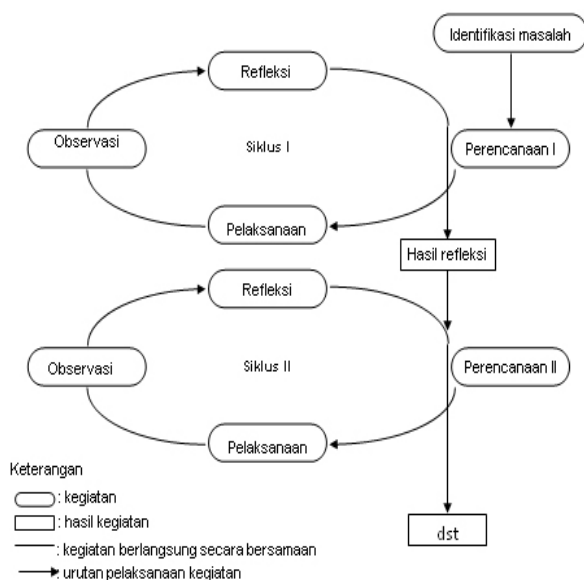 Identifikasi masalah
Refleksi
Observasi
Siklus I
Perencanaan I
Pelaksanaan
Hasil refleksi
Refleksi
Observasi
Siklus II
Perencanaan II
Pelaksanaan
Keterangan
: kegiatan
: hasil kegiatan
: kegiatan berlangsung secara bersamaan
: urutan pelaksanaan kegiatan
dst